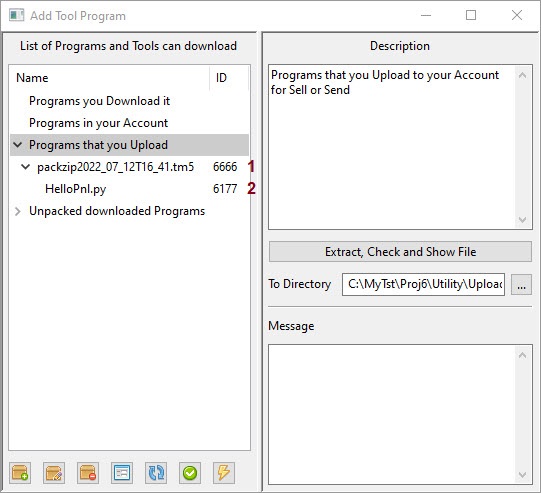 Add Tool Program
List of Programs and Tools can download
Name ID
Programs you Download it
Programs in your Account
Programs that you Upload
packzip2022_07_12T16_41.tm5 6666 1
HelloPnl.py 6177 2
Unpacked downloaded Programs
Description
Programs that you Upload to your Account
for Sell or Send
Extract, Check and Show File
To Directory C:\MyTst\Proj6\Utility\Upload ...
Message